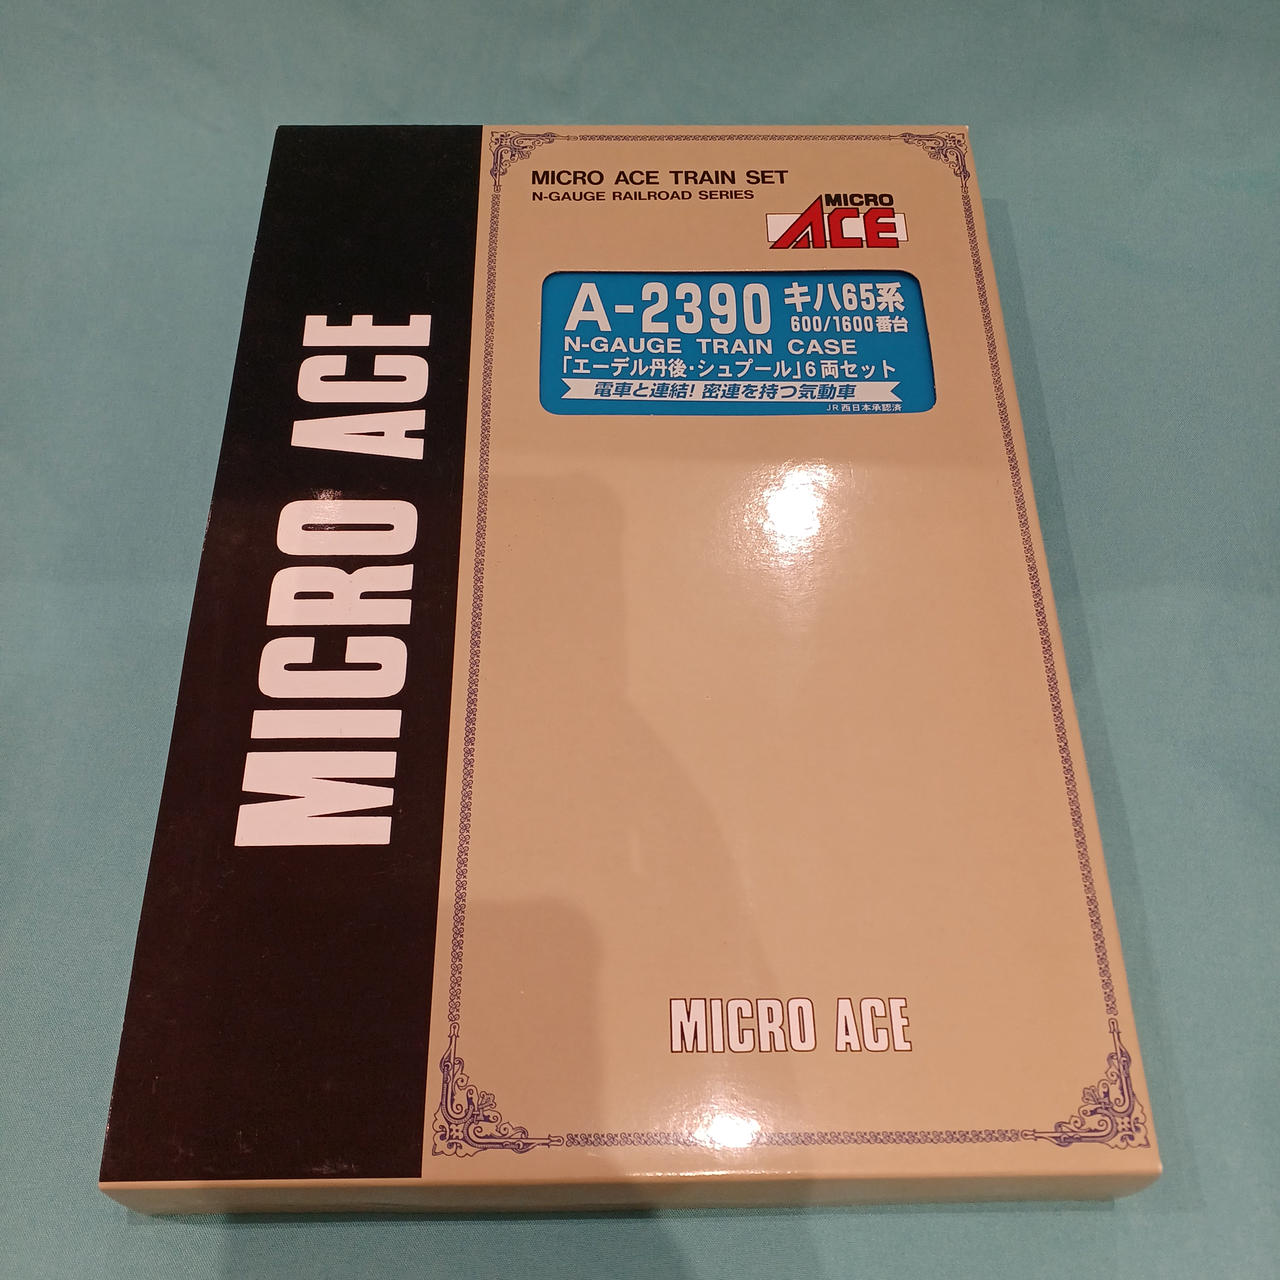 MICRO ACE
MICRO ACE TRAIN SET
N-GAUGE RAILROAD SERIES
MICRO
ACE
A-2390 キハ65系
600/1600番台
N-GAUGE TRAIN CASE
「エーデル丹後・シュプール」6両セット
電車と連結!密連を持つ気動車
JR西日本承認済
MICRO ACE